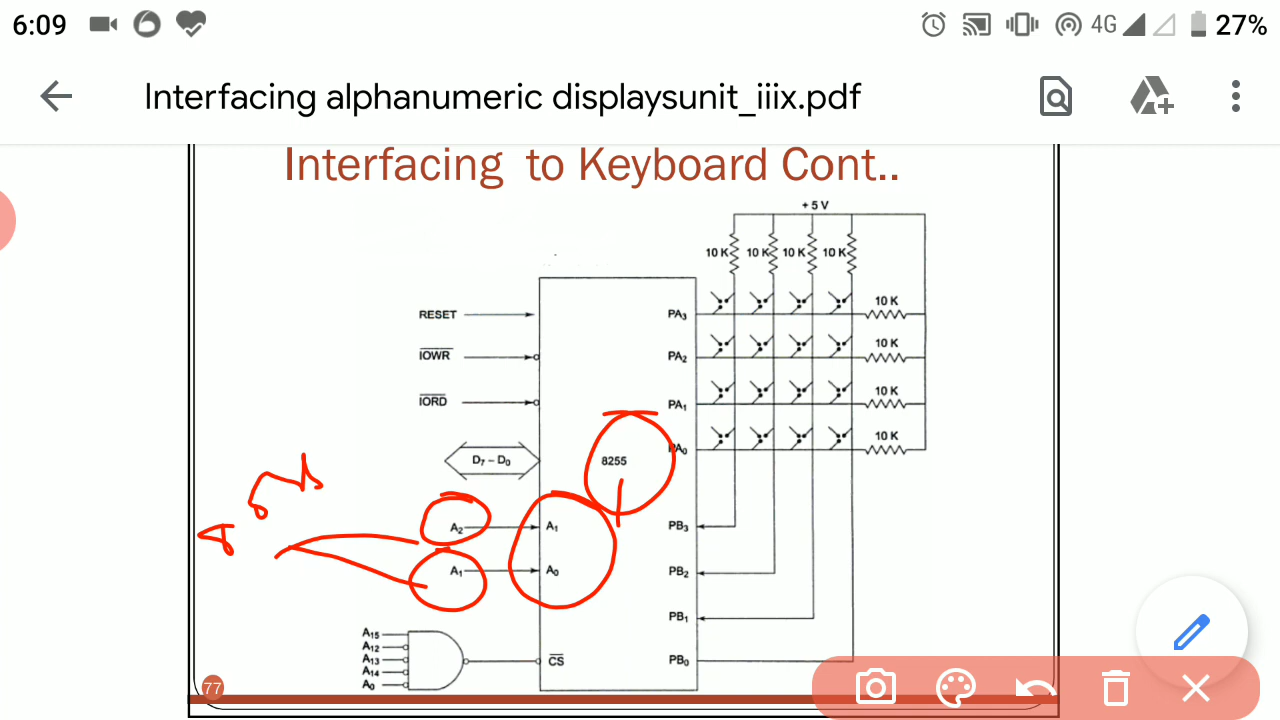 6:09 4G 27%
Interfacing alphanumeric displaysunit_iiix.pdf
Interfacing to Keyboard Cont..
+ 5 V
10 K 10 K 10 K 10 K
RESET PA3 10 K
IOWR PA2 10 K
IORD PA1 10 K
D7 – D0 8255 PA0 10 K
A2 A1 PB3
A1 A0 PB2
PB1
A15
A12
A13 CS PB0
A14
A0
77